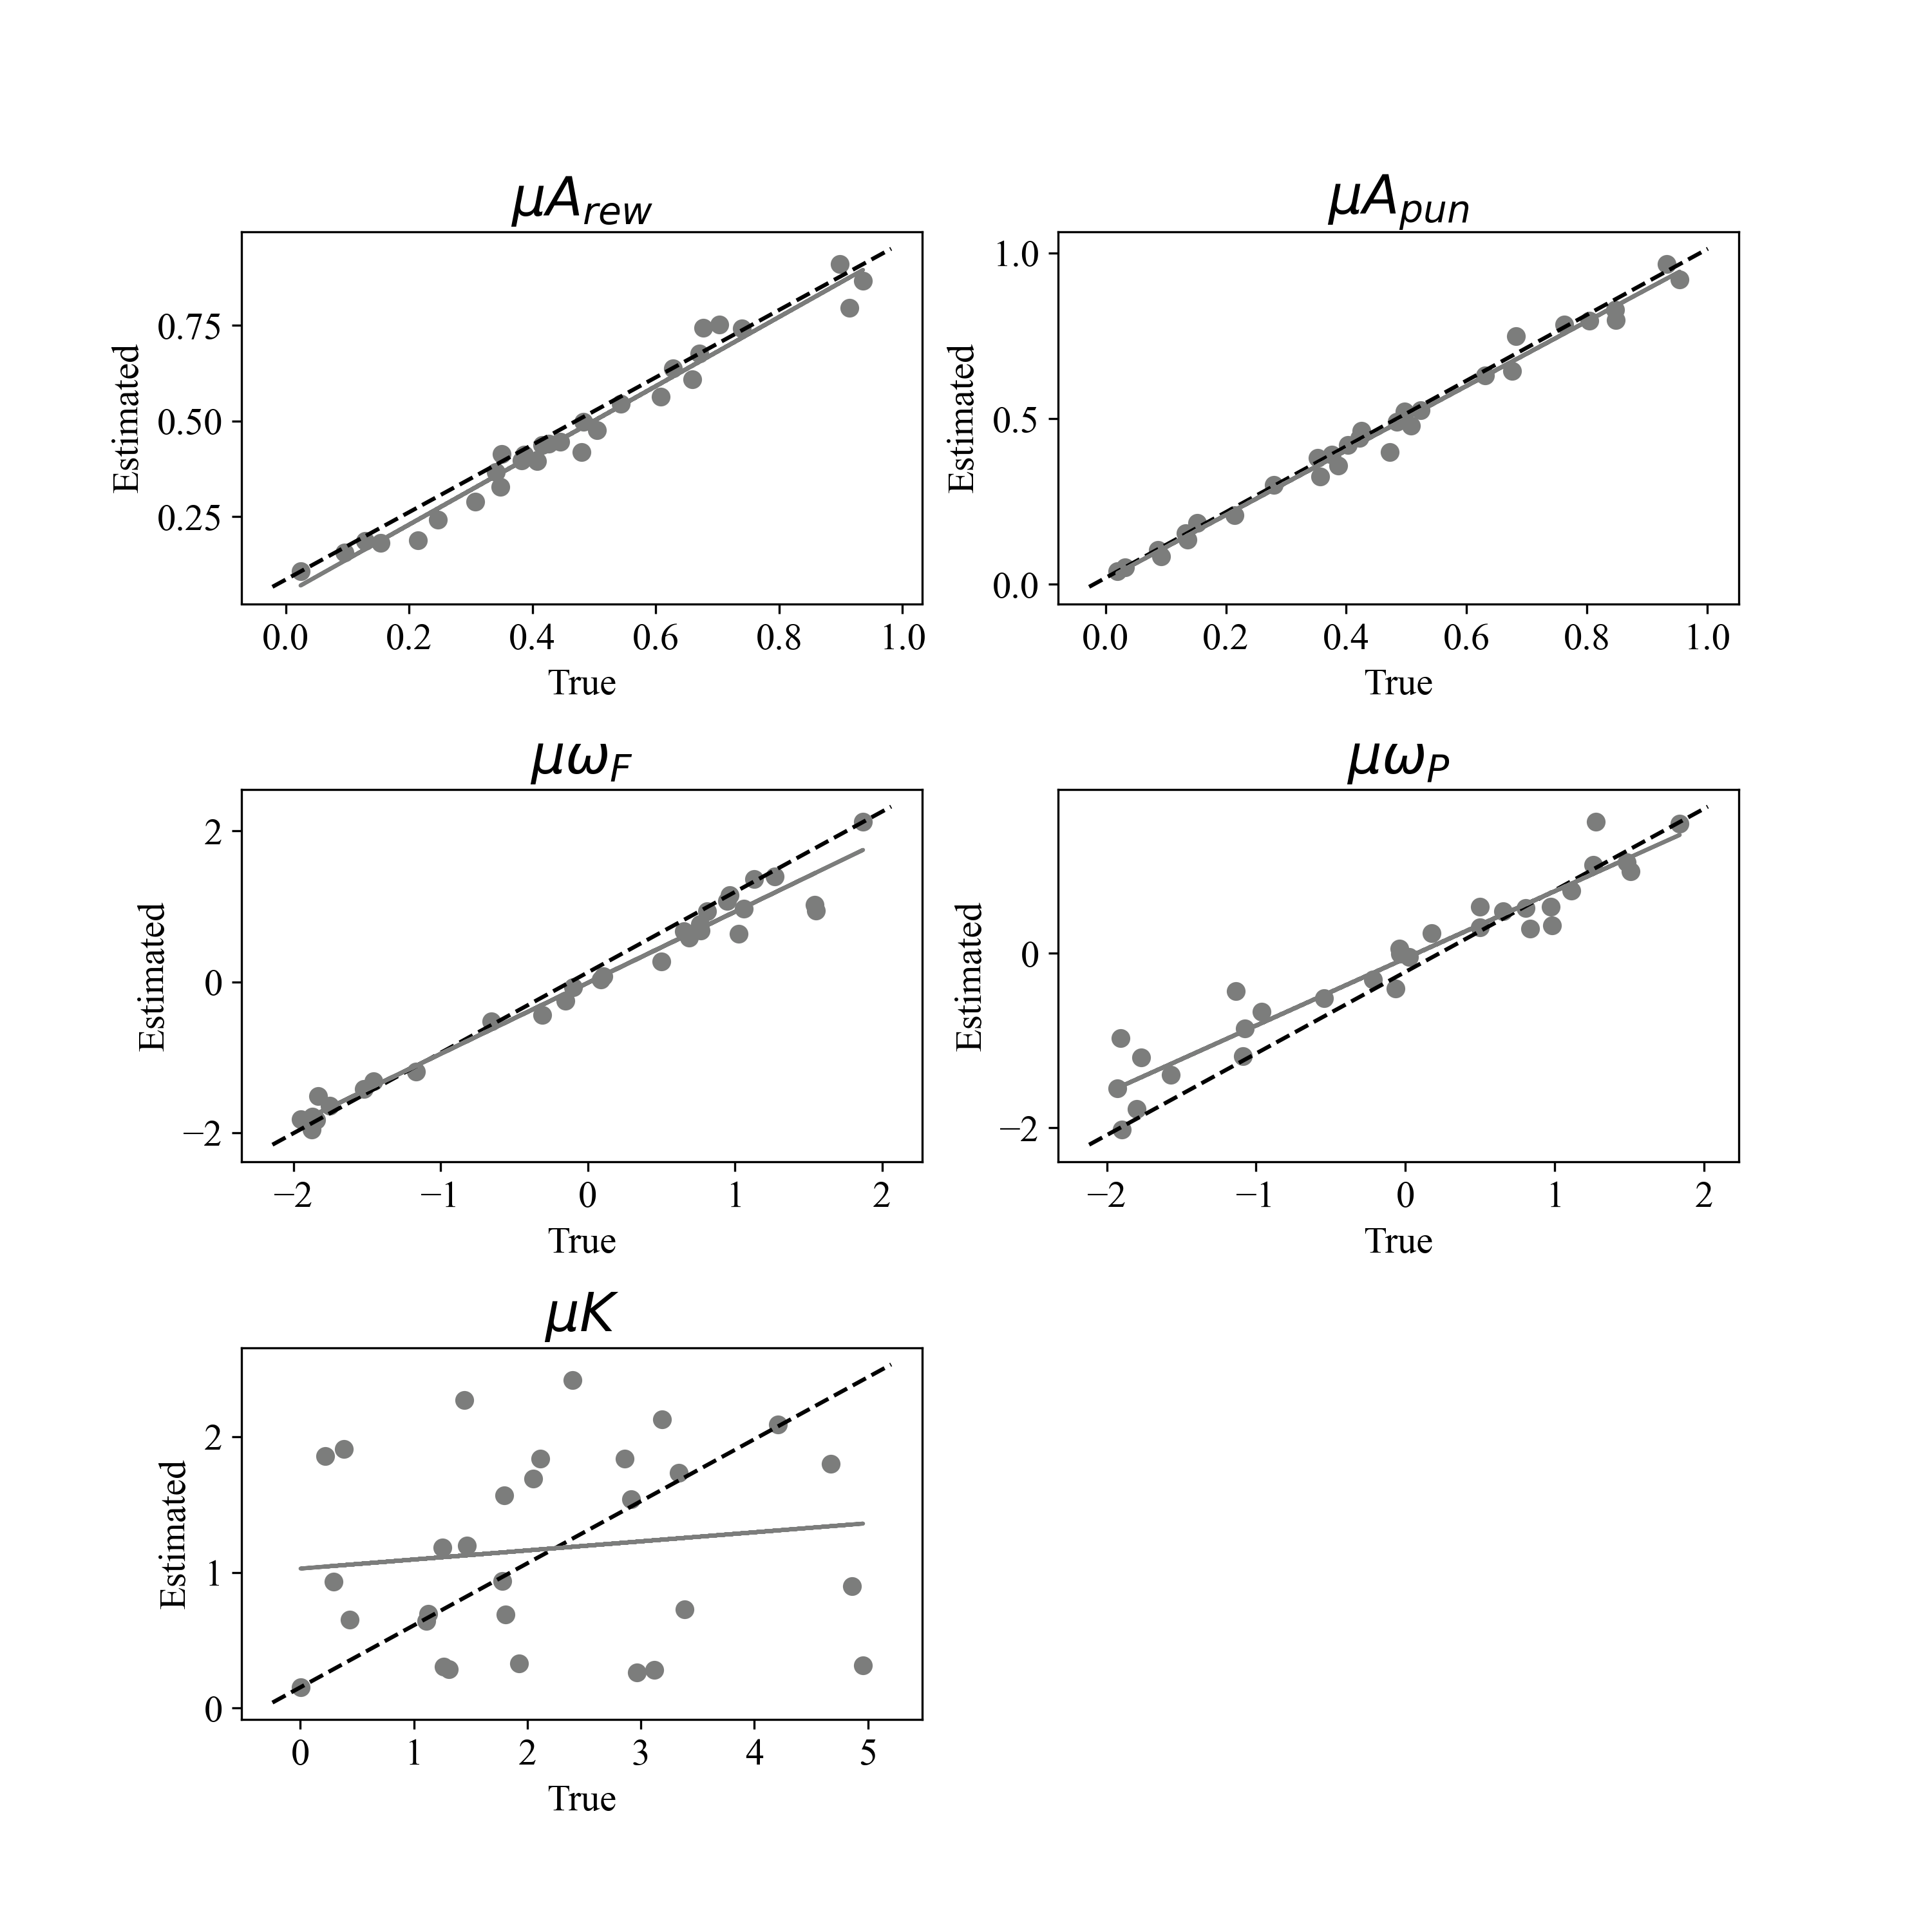 μA_rew
Estimated
0.75
0.50
0.25
0.0 0.2 0.4 0.6 0.8 1.0
True
μA_pun
Estimated
1.0
0.5
0.0
0.0 0.2 0.4 0.6 0.8 1.0
True
μω_F
Estimated
2
0
−2
−2 −1 0 1 2
True
μω_P
Estimated
0
−2
−2 −1 0 1 2
True
μK
Estimated
2
1
0
0 1 2 3 4 5
True